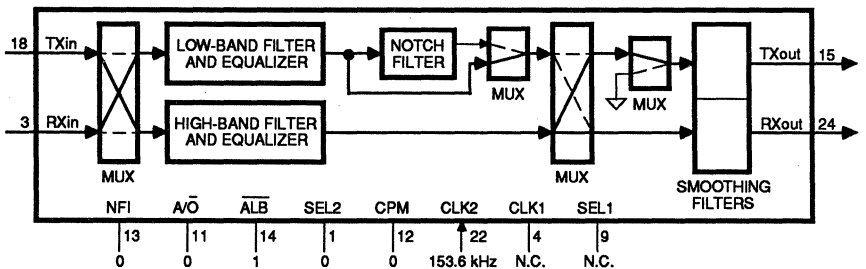 18 TXin
LOW-BAND FILTER
AND EQUALIZER
NOTCH
FILTER
MUX
MUX
TXout 15
3 RXin
HIGH-BAND FILTER
AND EQUALIZER
RXout 24
MUX
MUX
SMOOTHING
FILTERS
NFI A/O̅ A̅L̅B̅ SEL2 CPM CLK2 CLK1 SEL1
13 11 14 1 12 22 4 9
0 0 1 0 0 153.6 kHz N.C. N.C.